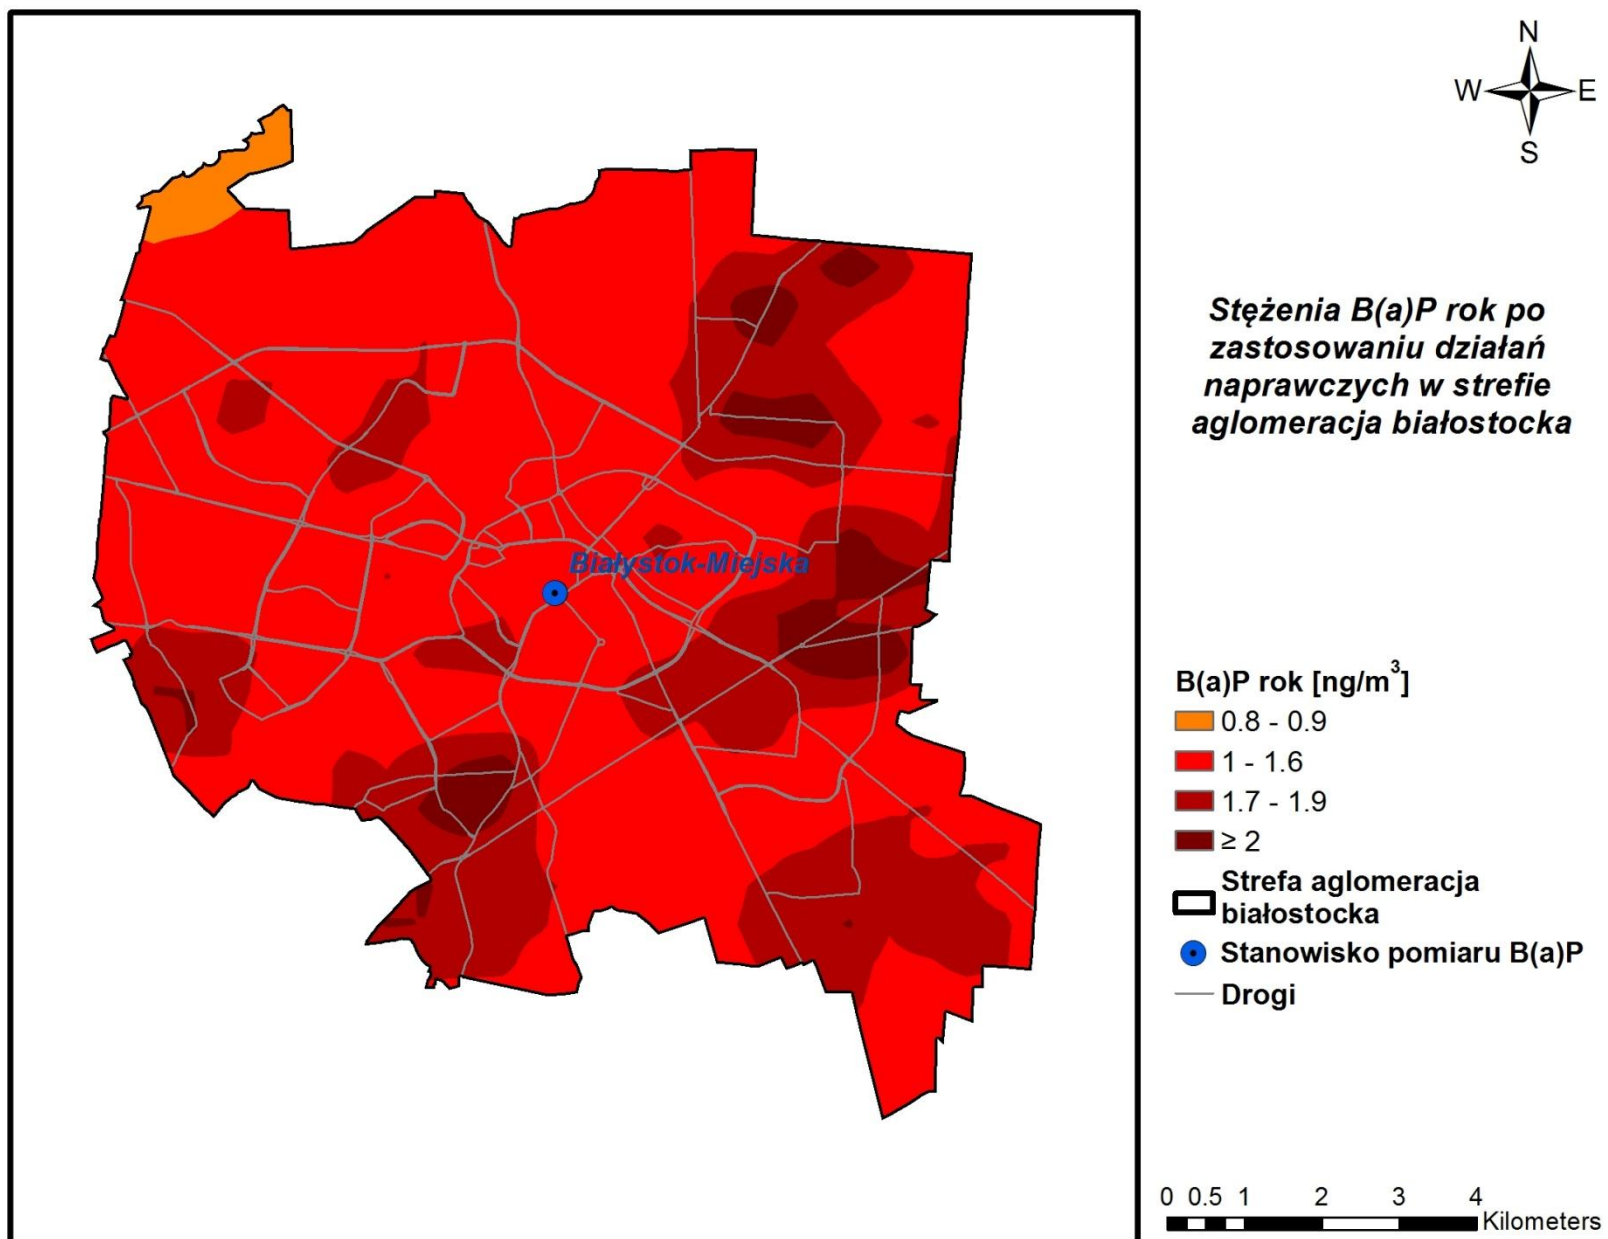 N
W E
S
Stężenia B(a)P rok po
zastosowaniu działań
naprawczych w strefie
aglomeracja białostocka
Białystok-Miejska
B(a)P rok [ng/m³]
0.8 - 0.9
1 - 1.6
1.7 - 1.9
≥ 2
Strefa aglomeracja
białostocka
Stanowisko pomiaru B(a)P
Drogi
0 0.5 1 2 3 4
Kilometers